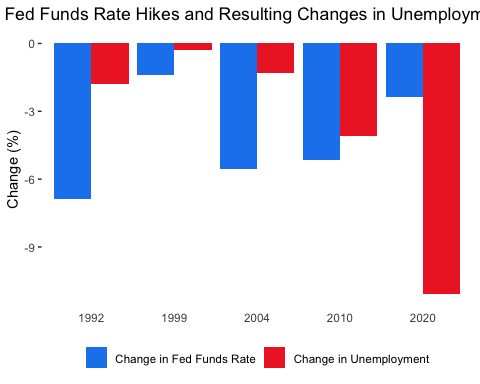 Fed Funds Rate Hikes and Resulting Changes in Unemploym
Change (%)
0
-3
-6
-9
1992 1999 2004 2010 2020
Change in Fed Funds Rate Change in Unemployment